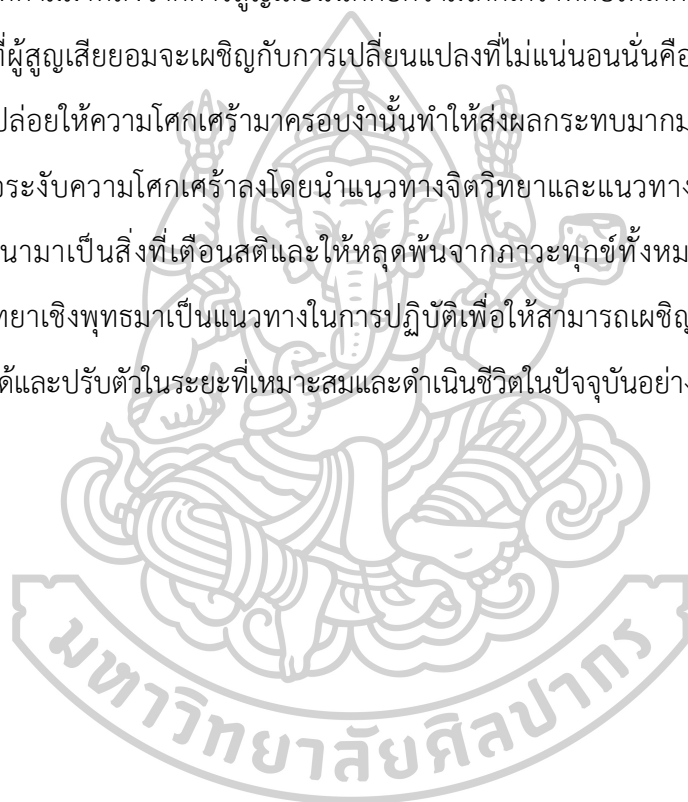 ที่ผู้สูญเสียยอมจะเผชิญกับการเปลี่ยนแปลงที่ไม่แน่นอนนั่นคือ
ปล่อยให้ความโศกเศร้ามาครอบงำนั้นทำให้ส่งผลกระทบมากม
ระงับความโศกเศร้าลงโดยนำแนวทางจิตวิทยาและแนวทาง
นามาเป็นสิ่งที่เตือนสติและให้หลุดพ้นจากภาวะทุกข์ทั้งหม
ทยาเชิงพุทธมาเป็นแนวทางในการปฏิบัติเพื่อให้สามารถเผชิญ
ได้และปรับตัวในระยะที่เหมาะสมและดำเนินชีวิตในปัจจุบันอย่าง
มหาวิทยาลัยศิลปากร